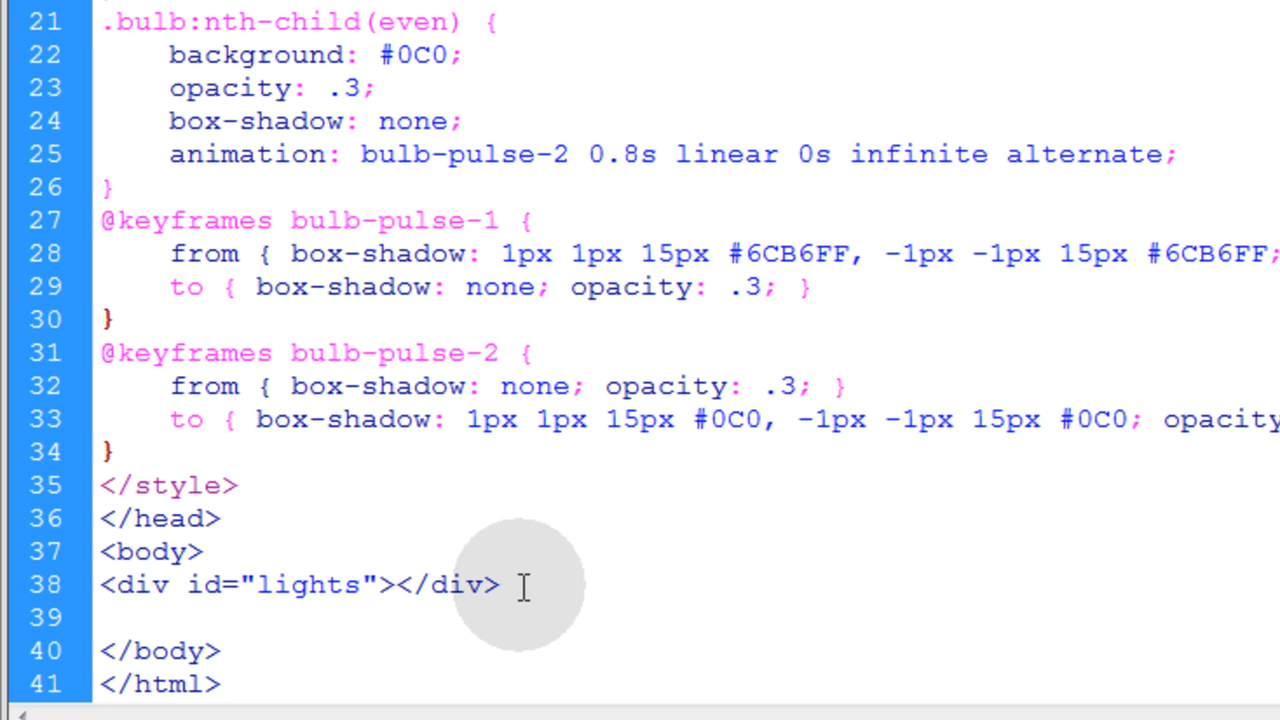 21 .bulb:nth-child(even) {
22 background: #0C0;
23 opacity: .3;
24 box-shadow: none;
25 animation: bulb-pulse-2 0.8s linear 0s infinite alternate;
26 }
27 @keyframes bulb-pulse-1 {
28 from { box-shadow: 1px 1px 15px #6CB6FF, -1px -1px 15px #6CB6FF;
29 to { box-shadow: none; opacity: .3; }
30 }
31 @keyframes bulb-pulse-2 {
32 from { box-shadow: none; opacity: .3; }
33 to { box-shadow: 1px 1px 15px #0C0, -1px -1px 15px #0C0; opacity
34 }
35 </style>
36 </head>
37 <body>
38 <div id="lights"></div>
39
40 </body>
41 </html>